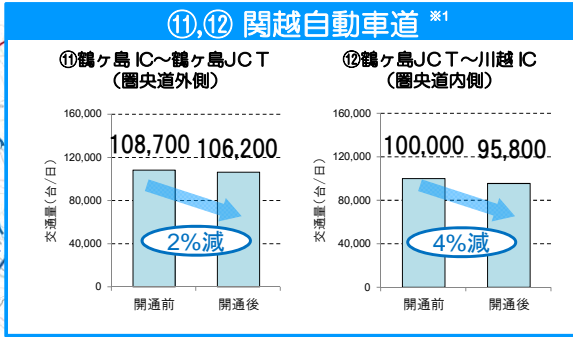 ⑪,⑫ 関越自動車道 ※1
⑪鶴ヶ島 IC～鶴ヶ島JCT
（圏央道外側）
160,000
120,000
80,000
40,000
0
交通量(台/日)
108,700 106,200
2%減
開通前 開通後
⑫鶴ヶ島JCT～川越 IC
（圏央道内側）
160,000
120,000
80,000
40,000
0
交通量(台/日)
100,000 95,800
4%減
開通前 開通後